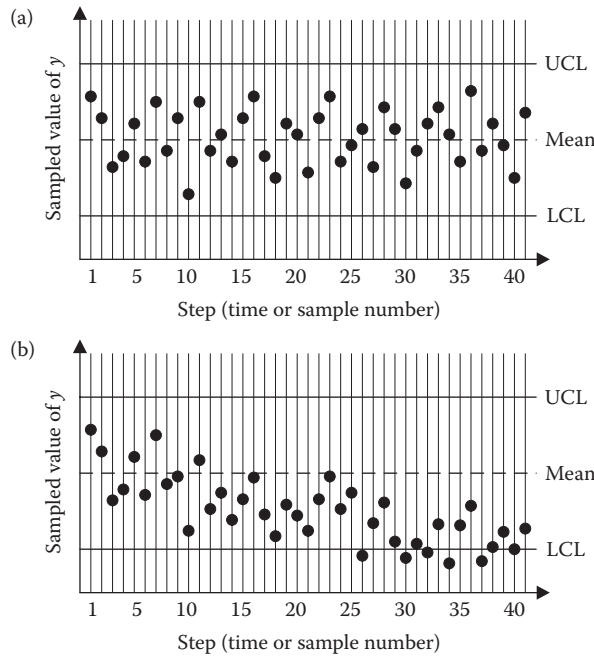 (a)
Sampled value of y
UCL
Mean
LCL
1 5 10 15 20 25 30 35 40
Step (time or sample number)
(b)
Sampled value of y
UCL
Mean
LCL
1 5 10 15 20 25 30 35 40
Step (time or sample number)